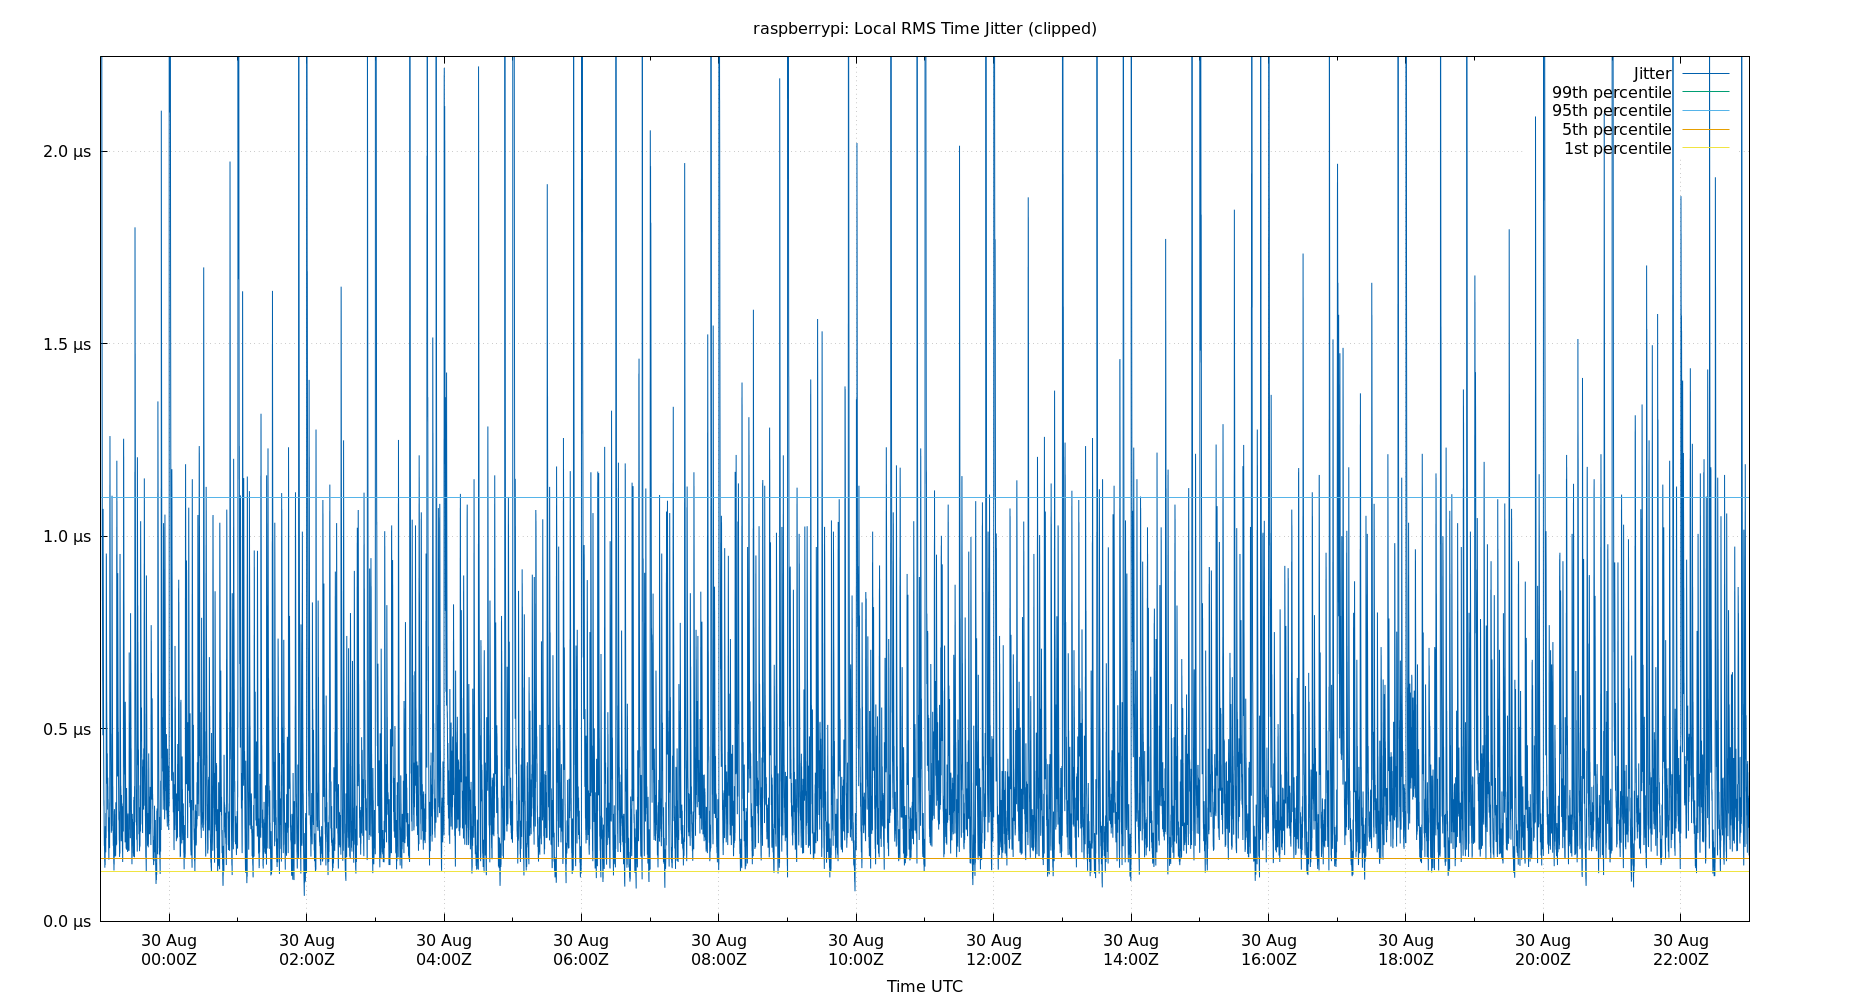 raspberrypi: Local RMS Time Jitter (clipped)
Jitter
99th percentile
95th percentile
5th percentile
1st percentile
2.0 µs
1.5 µs
1.0 µs
0.5 µs
0.0 µs
30 Aug 30 Aug 30 Aug 30 Aug 30 Aug 30 Aug 30 Aug 30 Aug 30 Aug 30 Aug 30 Aug 30 Aug
00:00Z 02:00Z 04:00Z 06:00Z 08:00Z 10:00Z 12:00Z 14:00Z 16:00Z 18:00Z 20:00Z 22:00Z
Time UTC